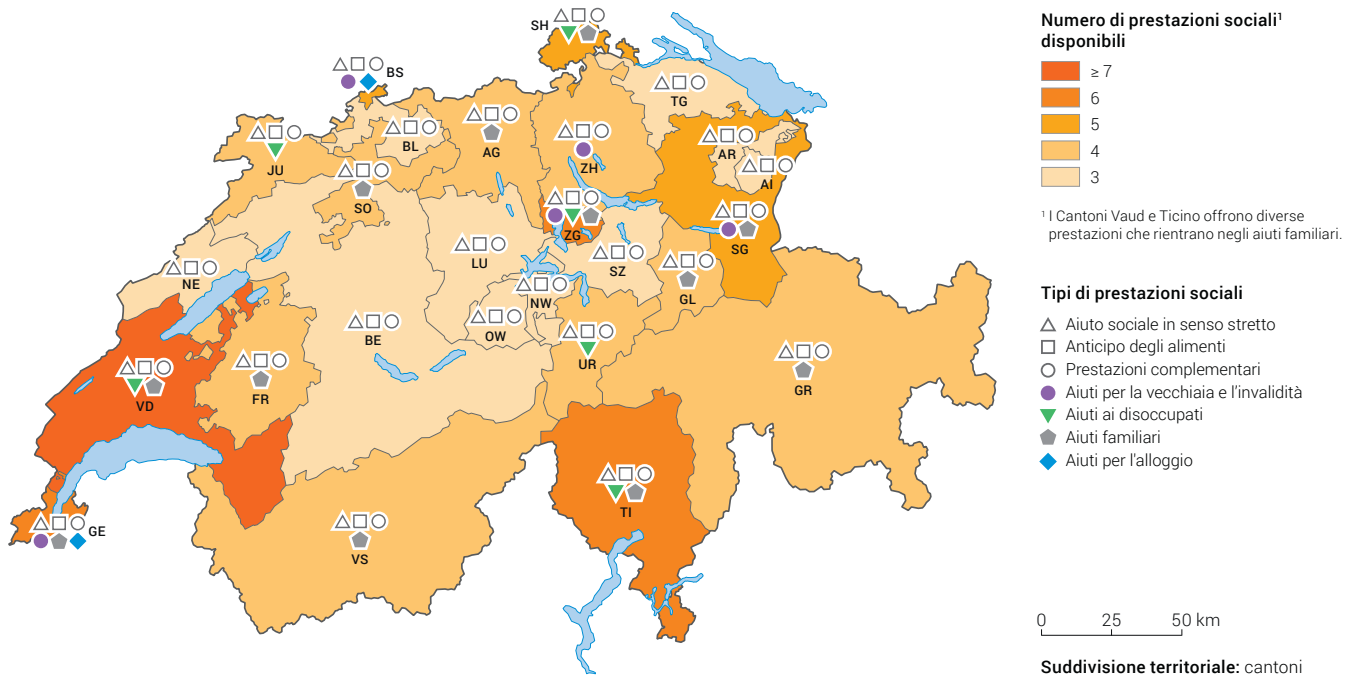 SH
BS
TG
BL
AG
ZH
AR
AI
JU
SO
ZG
SG
LU
SZ
NE
GL
NW
OW
BE
UR
GR
FR
VD
TI
GE
VS
Numero di prestazioni sociali¹
disponibili
≥ 7
6
5
4
3
¹ I Cantoni Vaud e Ticino offrono diverse
prestazioni che rientrano negli aiuti familiari.
Tipi di prestazioni sociali
Aiuto sociale in senso stretto
Anticipo degli alimenti
Prestazioni complementari
Aiuti per la vecchiaia e l'invalidità
Aiuti ai disoccupati
Aiuti familiari
Aiuti per l'alloggio
0 25 50 km
Suddivisione territoriale: cantoni